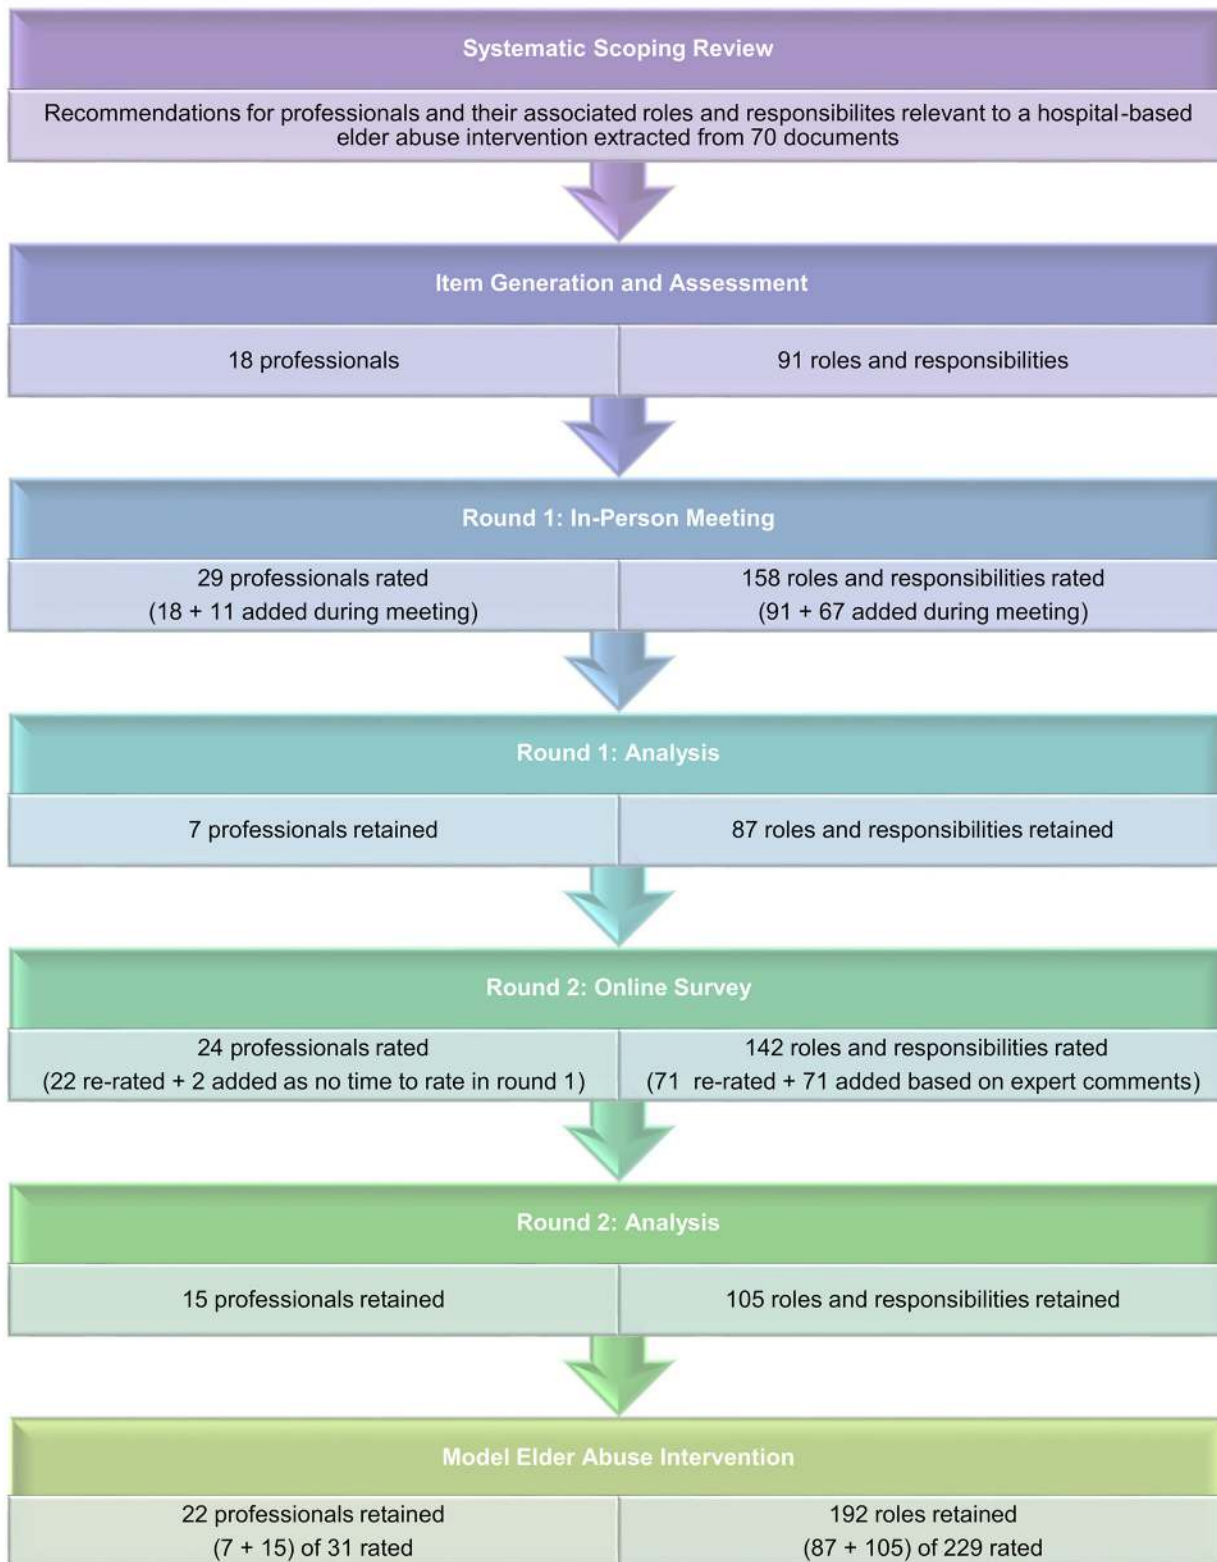 Systematic Scoping Review
Recommendations for professionals and their associated roles and responsibilites relevant to a hospital-based
elder abuse intervention extracted from 70 documents
Item Generation and Assessment
18 professionals
91 roles and responsibilities
Round 1: In-Person Meeting
29 professionals rated
(18 + 11 added during meeting)
158 roles and responsibilities rated
(91 + 67 added during meeting)
Round 1: Analysis
7 professionals retained
87 roles and responsibilities retained
Round 2: Online Survey
24 professionals rated
(22 re-rated + 2 added as no time to rate in round 1)
142 roles and responsibilities rated
(71 re-rated + 71 added based on expert comments)
Round 2: Analysis
15 professionals retained
105 roles and responsibilities retained
Model Elder Abuse Intervention
22 professionals retained
(7 + 15) of 31 rated
192 roles retained
(87 + 105) of 229 rated